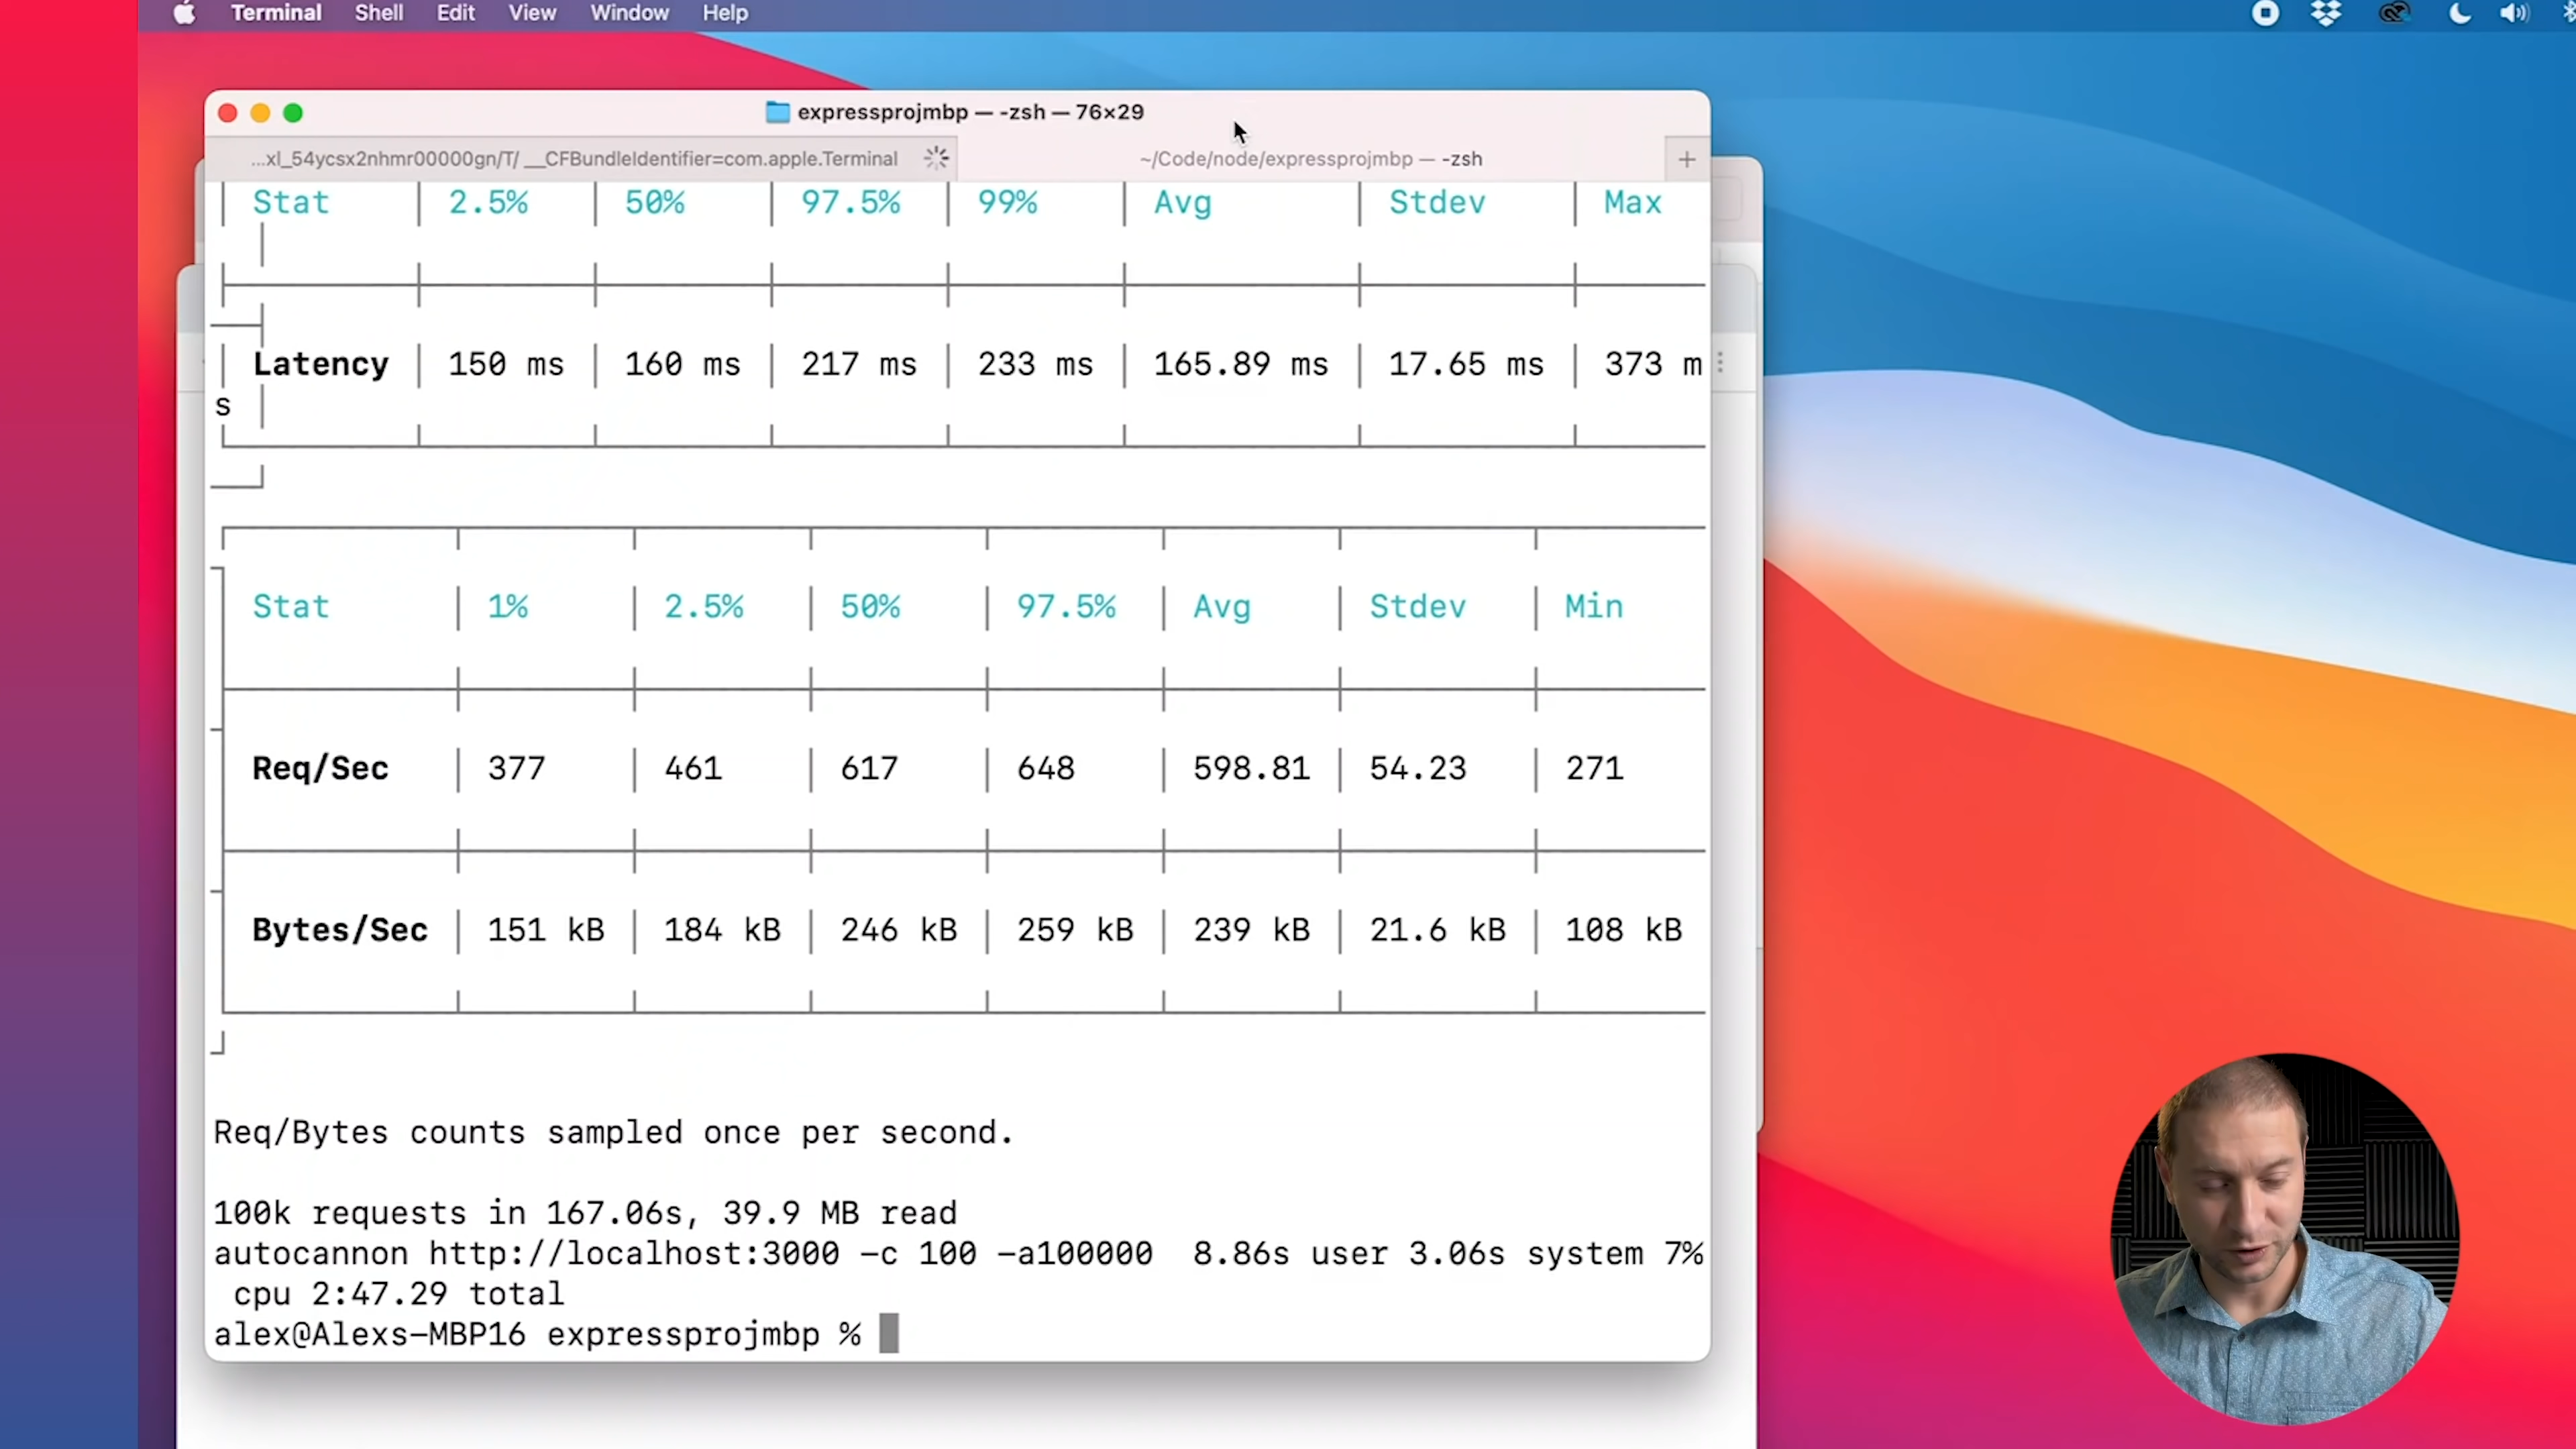 Terminal Shell Edit View Window Help
expressprojmbp — -zsh — 76×29
...xl_54ycsx2nhmr00000gn/T/ __CFBundleIdentifier=com.apple.Terminal
~/Code/node/expressprojmbp — -zsh
+
Stat 2.5% 50% 97.5% 99% Avg Stdev Max
Latency 150 ms 160 ms 217 ms 233 ms 165.89 ms 17.65 ms 373 m
s
Stat 1% 2.5% 50% 97.5% Avg Stdev Min
Req/Sec 377 461 617 648 598.81 54.23 271
Bytes/Sec 151 kB 184 kB 246 kB 259 kB 239 kB 21.6 kB 108 kB
Req/Bytes counts sampled once per second.
100k requests in 167.06s, 39.9 MB read
autocannon http://localhost:3000 -c 100 -a100000 8.86s user 3.06s system 7%
cpu 2:47.29 total
alex@Alexs-MBP16 expressprojmbp %